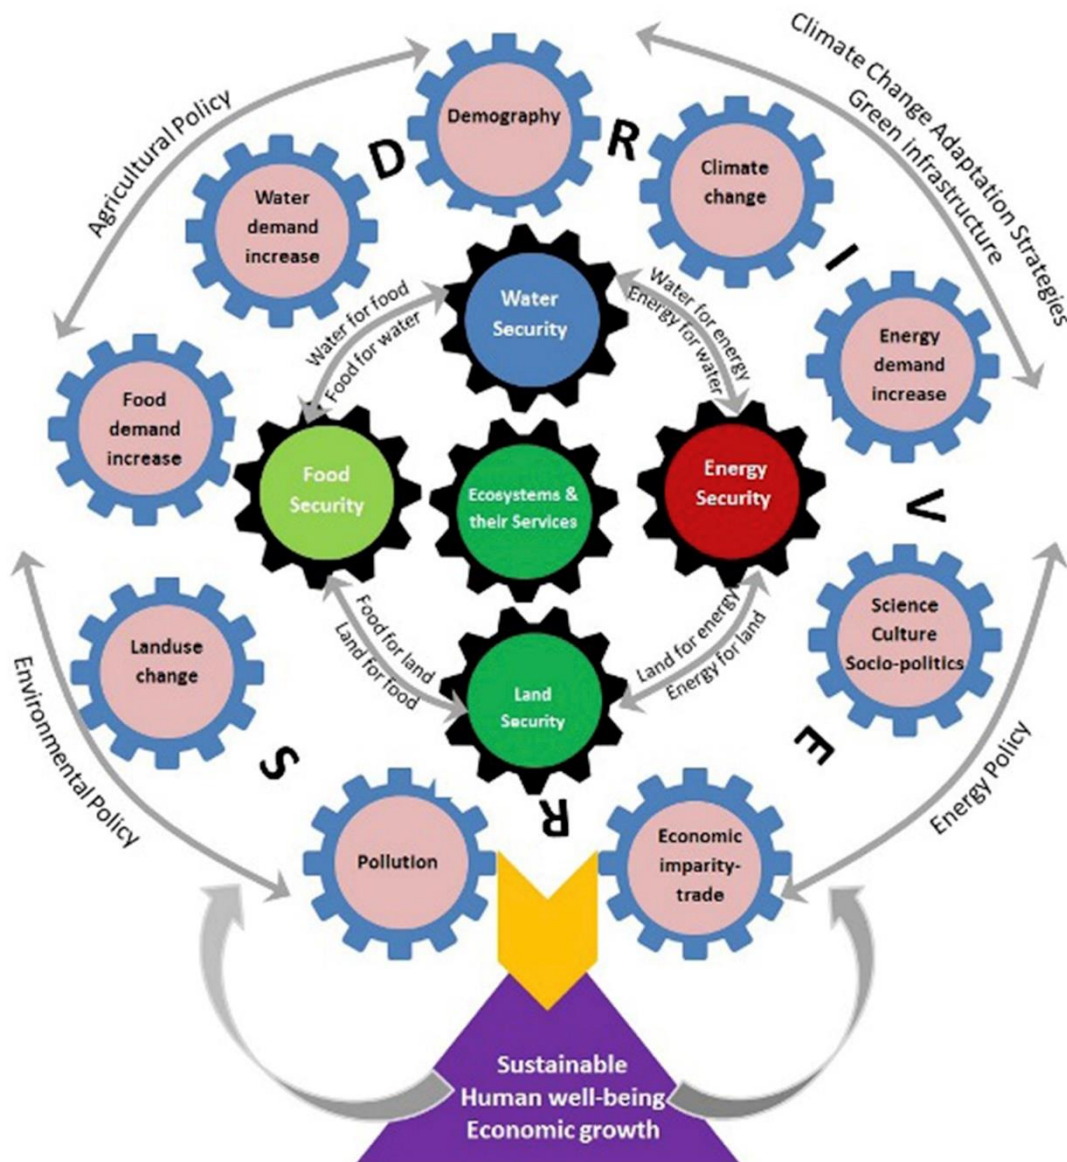 Climate Change Adaptation Strategies
Green infrastructure
Agricultural Policy
Demography
D
R
I
V
E
R
S
Climate
change
Water
demand
increase
Water
Security
Water for food
Food for water
Water for energy
Energy for water
Energy
demand
increase
Food
demand
increase
Food
Security
Ecosystems &
their Services
Energy
Security
Science
Culture
Socio-politics
Landuse
change
Food for land
Land for food
Land for energy
Energy for land
Land
Security
Environmental Policy
Energy Policy
Pollution
Economic
imparity-
trade
Sustainable
Human well-being
Economic growth